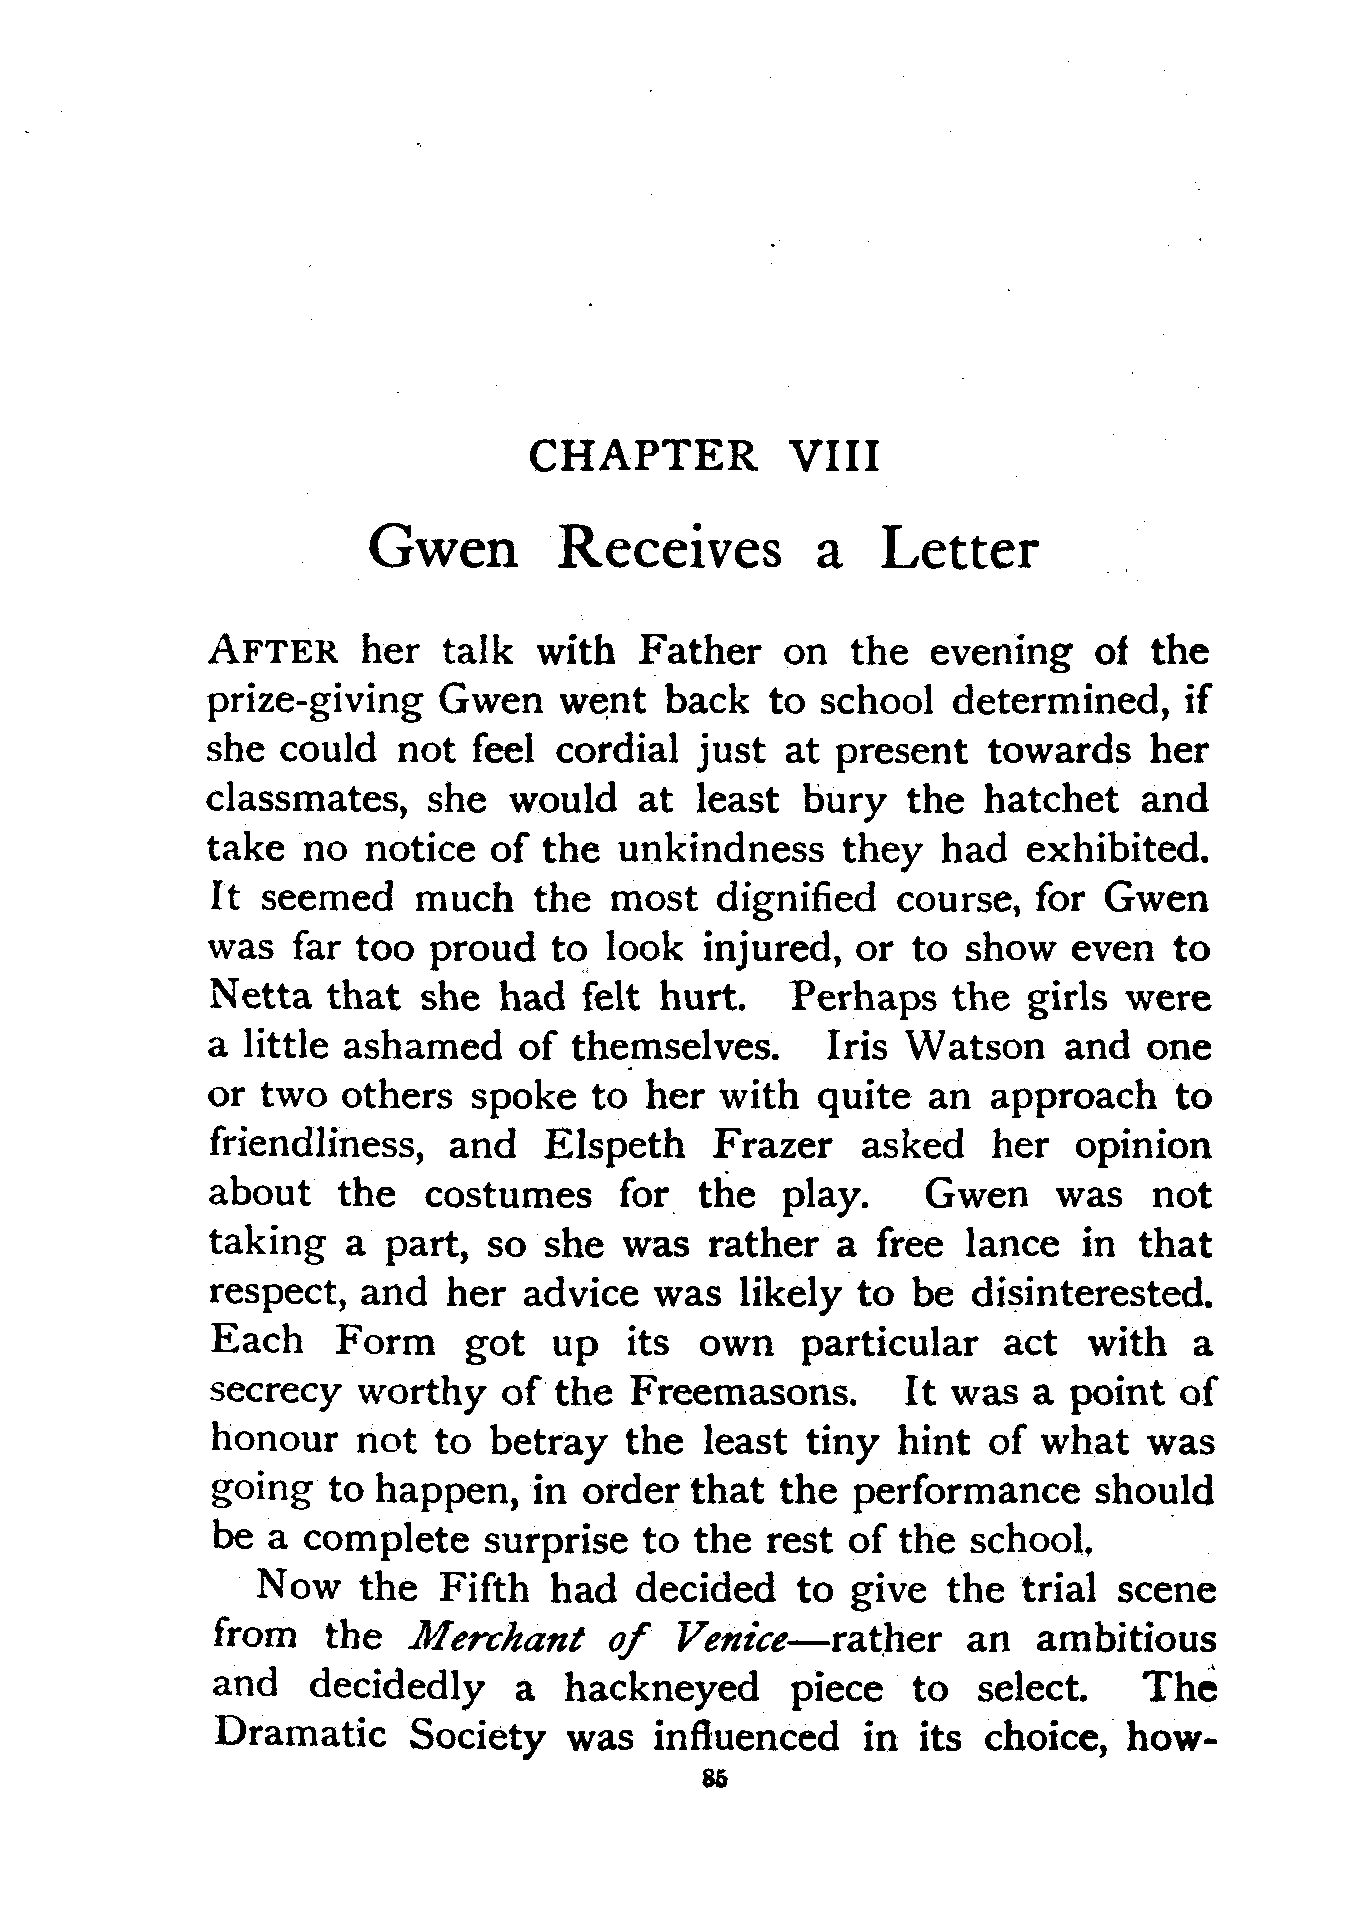 CHAPTER VIII
Gwen Receives a Letter
AFTER her talk with Father on the evening of the
prize-giving Gwen went back to school determined, if
she could not feel cordial just at present towards her
classmates, she would at least bury the hatchet and
take no notice of the unkindness they had exhibited.
It seemed much the most dignified course, for Gwen
was far too proud to look injured, or to show even to
Netta that she had felt hurt. Perhaps the girls were
a little ashamed of themselves. Iris Watson and one
or two others spoke to her with quite an approach to
friendliness, and Elspeth Frazer asked her opinion
about the costumes for the play. Gwen was not
taking a part, so she was rather a free lance in that
respect, and her advice was likely to be disinterested.
Each Form got up its own particular act with a
secrecy worthy of the Freemasons. It was a point of
honour not to betray the least tiny hint of what was
going to happen, in order that the performance should
be a complete surprise to the rest of the school.
Now the Fifth had decided to give the trial scene
from the Merchant of Venice—rather an ambitious
and decidedly a hackneyed piece to select. The
Dramatic Society was influenced in its choice, how-
85